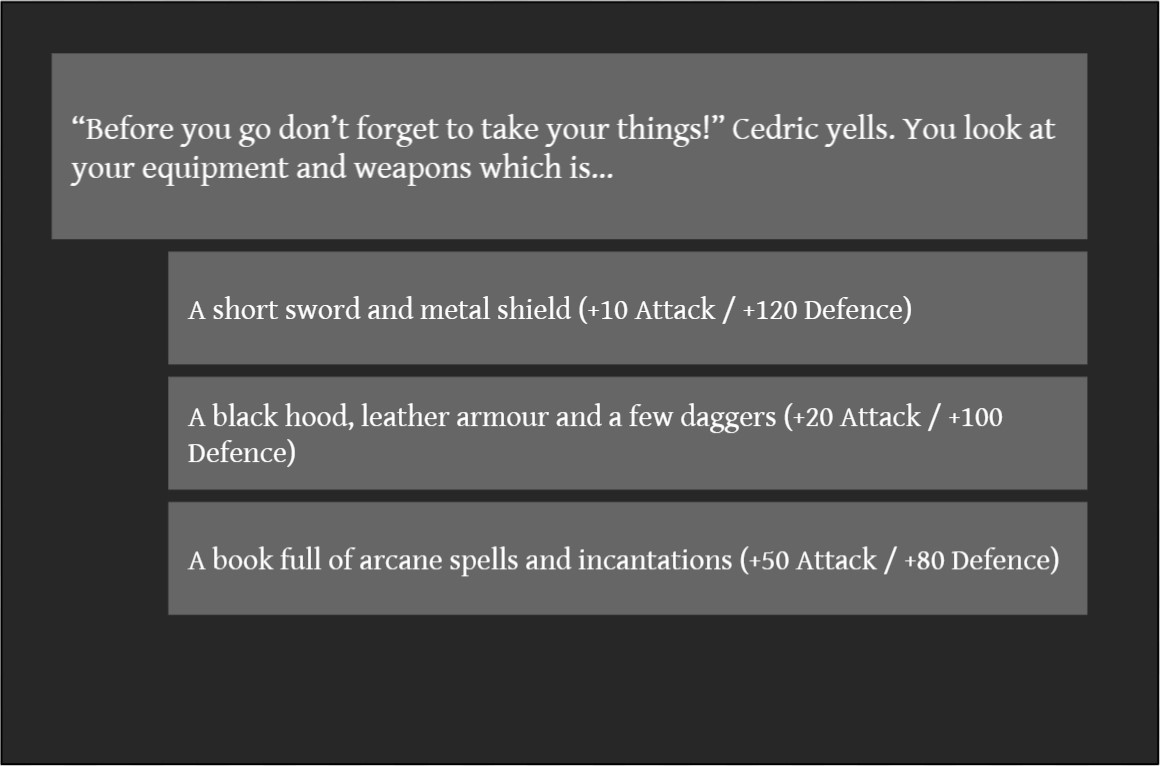 “Before you go don’t forget to take your things!” Cedric yells. You look at
your equipment and weapons which is...
A short sword and metal shield (+10 Attack / +120 Defence)
A black hood, leather armour and a few daggers (+20 Attack / +100
Defence)
A book full of arcane spells and incantations (+50 Attack / +80 Defence)